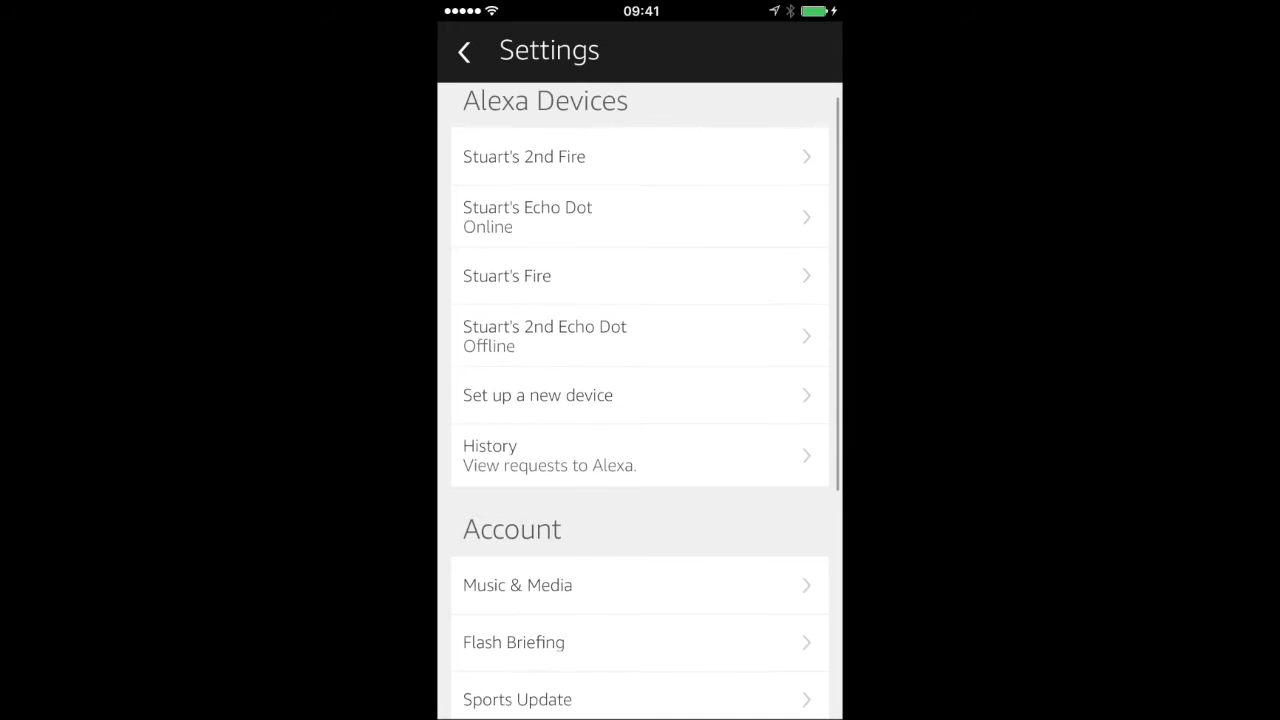 09:41
Settings
Alexa Devices
Stuart's 2nd Fire
Stuart's Echo Dot
Online
Stuart's Fire
Stuart's 2nd Echo Dot
Offline
Set up a new device
History
View requests to Alexa.
Account
Music & Media
Flash Briefing
Sports Update